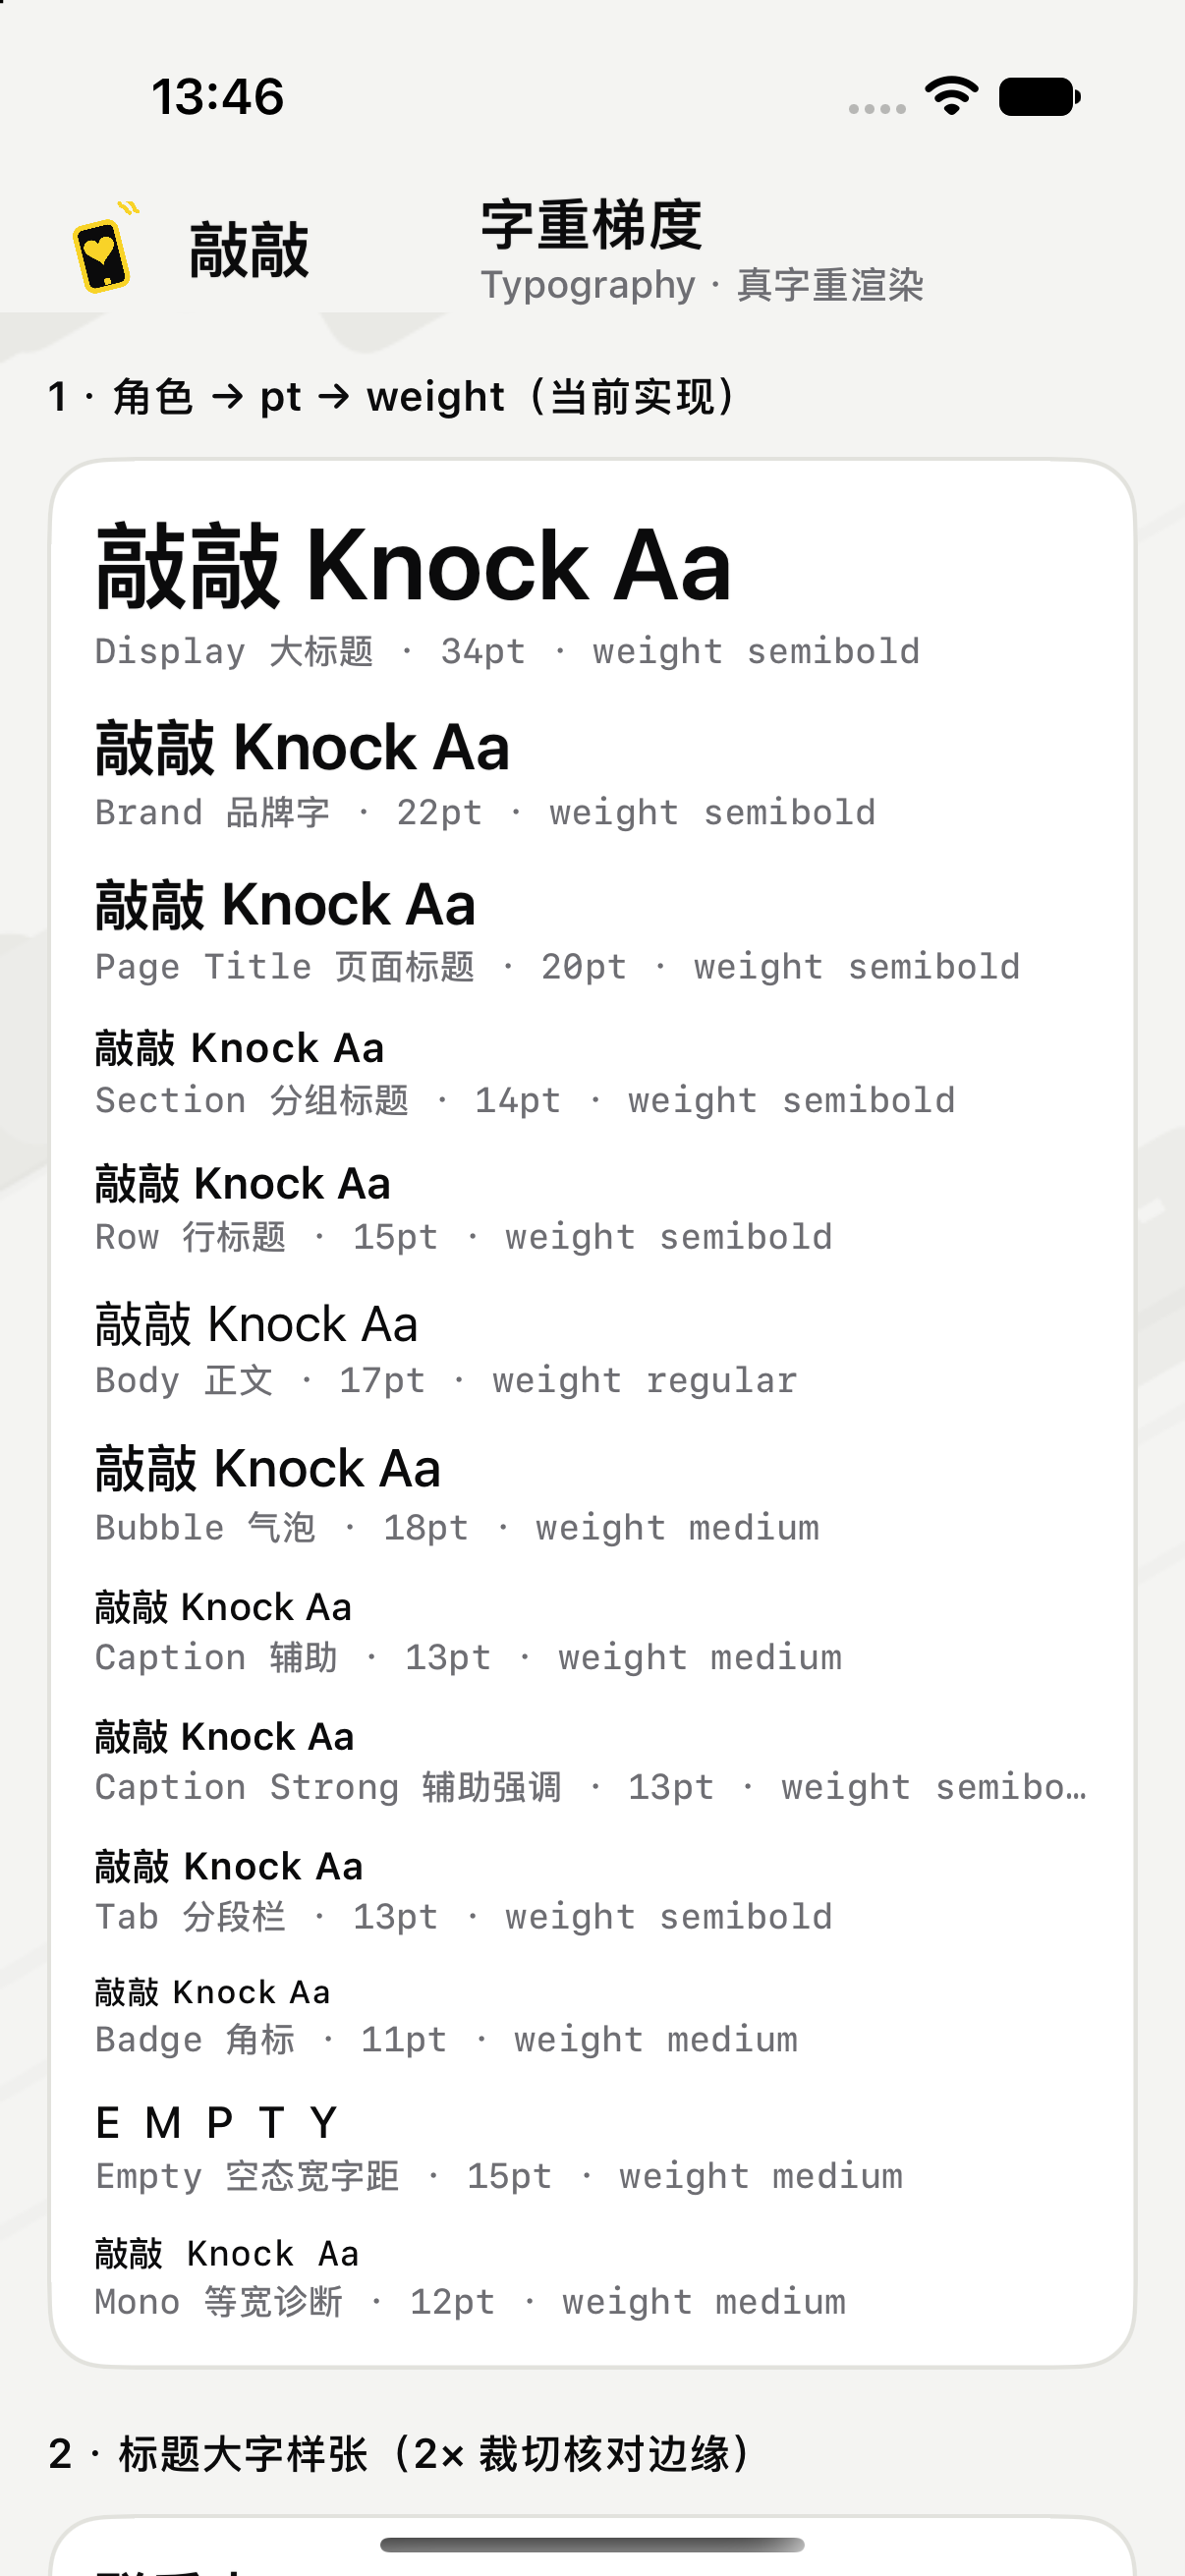 13:46
敲敲
字重梯度
Typography · 真字重渲染
1 · 角色 → pt → weight（当前实现）
敲敲 Knock Aa
Display 大标题 · 34pt · weight semibold
敲敲 Knock Aa
Brand 品牌字 · 22pt · weight semibold
敲敲 Knock Aa
Page Title 页面标题 · 20pt · weight semibold
敲敲 Knock Aa
Section 分组标题 · 14pt · weight semibold
敲敲 Knock Aa
Row 行标题 · 15pt · weight semibold
敲敲 Knock Aa
Body 正文 · 17pt · weight regular
敲敲 Knock Aa
Bubble 气泡 · 18pt · weight medium
敲敲 Knock Aa
Caption 辅助 · 13pt · weight medium
敲敲 Knock Aa
Caption Strong 辅助强调 · 13pt · weight semibo…
敲敲 Knock Aa
Tab 分段栏 · 13pt · weight semibold
敲敲 Knock Aa
Badge 角标 · 11pt · weight medium
E M P T Y
Empty 空态宽字距 · 15pt · weight medium
敲敲 Knock Aa
Mono 等宽诊断 · 12pt · weight medium
2 · 标题大字样张（2× 裁切核对边缘）